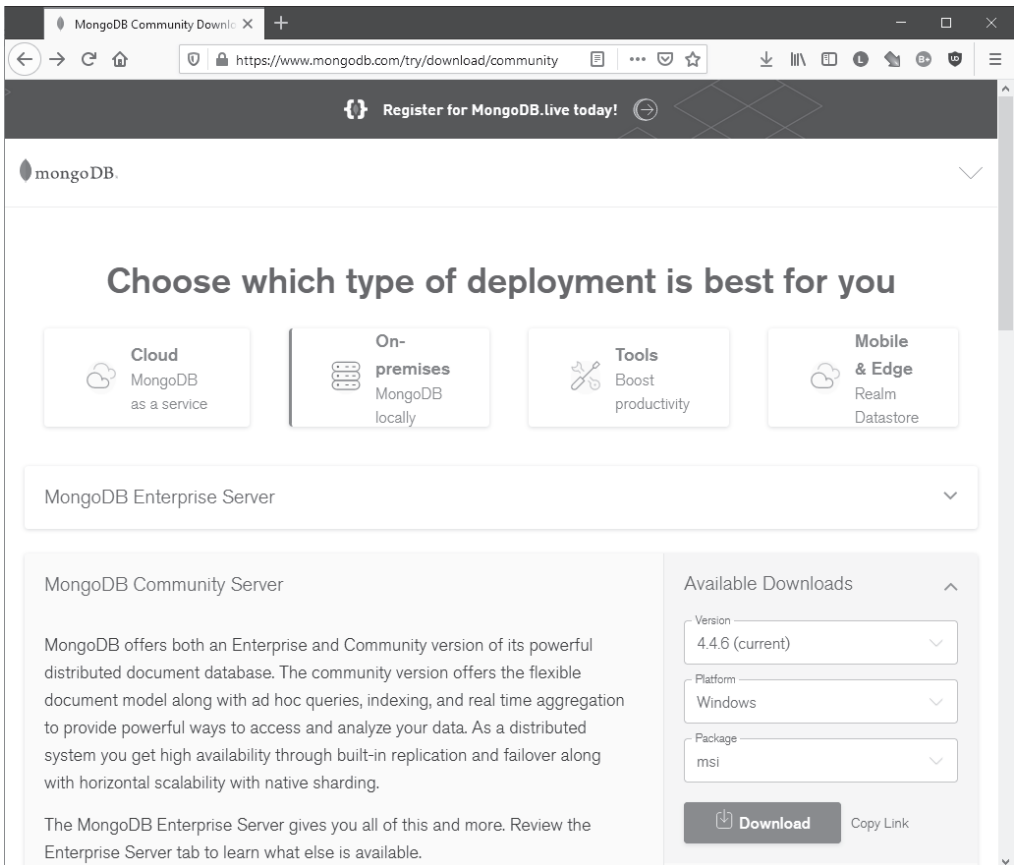 MongoDB Community Downlo
https://www.mongodb.com/try/download/community
Register for MongoDB.live today!
mongoDB.
Choose which type of deployment is best for you
Cloud
MongoDB
as a service
On-
premises
MongoDB
locally
Tools
Boost
productivity
Mobile
& Edge
Realm
Datastore
MongoDB Enterprise Server
MongoDB Community Server
MongoDB offers both an Enterprise and Community version of its powerful
distributed document database. The community version offers the flexible
document model along with ad hoc queries, indexing, and real time aggregation
to provide powerful ways to access and analyze your data. As a distributed
system you get high availability through built-in replication and failover along
with horizontal scalability with native sharding.
The MongoDB Enterprise Server gives you all of this and more. Review the
Enterprise Server tab to learn what else is available.
Available Downloads
Version
4.4.6 (current)
Platform
Windows
Package
msi
Download
Copy Link